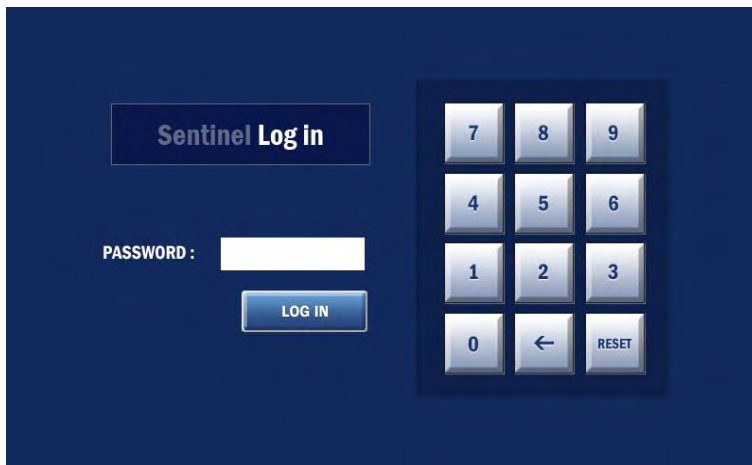 Sentinel Log in
PASSWORD :
LOG IN
7 8 9
4 5 6
1 2 3
0 ← RESET